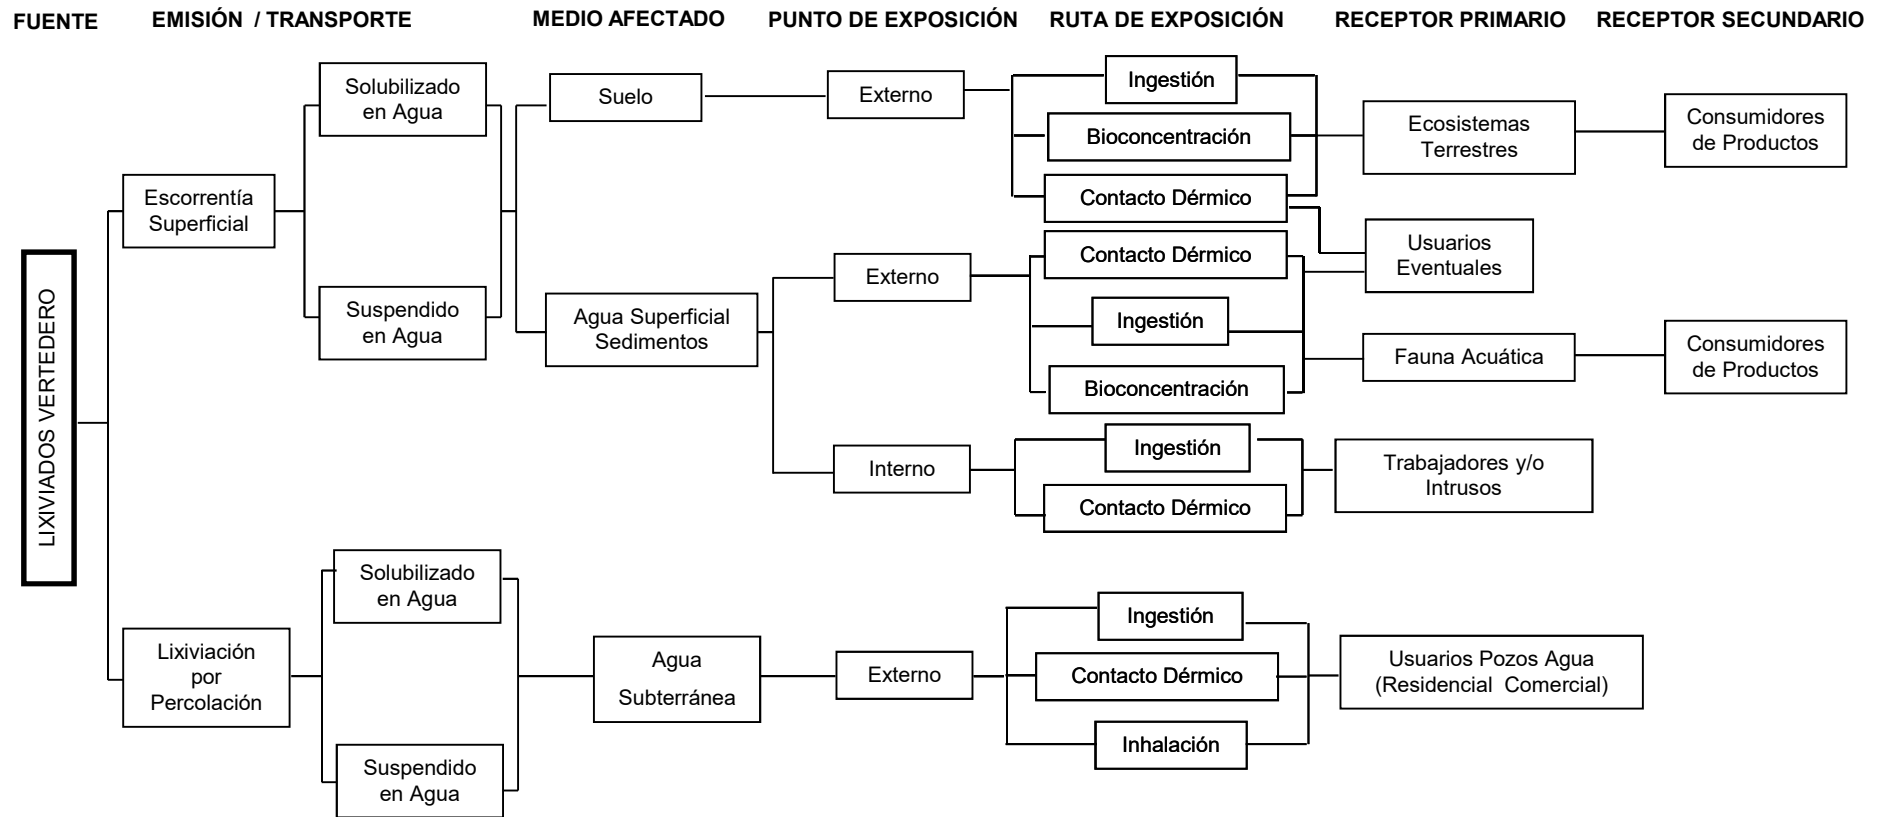 FUENTE
EMISIÓN / TRANSPORTE
MEDIO AFECTADO
PUNTO DE EXPOSICIÓN
RUTA DE EXPOSICIÓN
RECEPTOR PRIMARIO
RECEPTOR SECUNDARIO
LIXIVIADOS VERTEDERO
Escorrentía
Superficial
Solubilizado
en Agua
Suspendido
en Agua
Suelo
Externo
Ingestión
Bioconcentración
Contacto Dérmico
Ecosistemas
Terrestres
Consumidores
de Productos
Usuarios
Eventuales
Agua Superficial
Sedimentos
Externo
Contacto Dérmico
Ingestión
Bioconcentración
Fauna Acuática
Consumidores
de Productos
Interno
Ingestión
Contacto Dérmico
Trabajadores y/o
Intrusos
Lixiviación
por
Percolación
Solubilizado
en Agua
Suspendido
en Agua
Agua
Subterránea
Externo
Ingestión
Contacto Dérmico
Inhalación
Usuarios Pozos Agua
(Residencial Comercial)